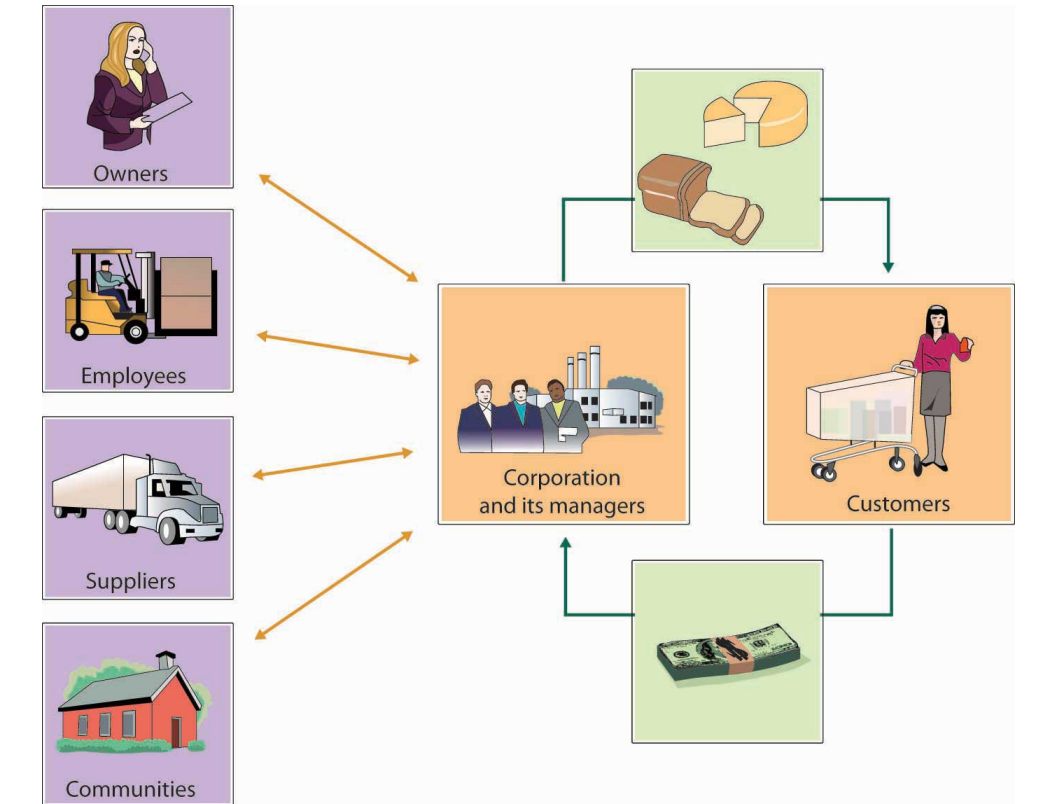 Owners
Employees
Suppliers
Communities
Corporation
and its managers
Customers